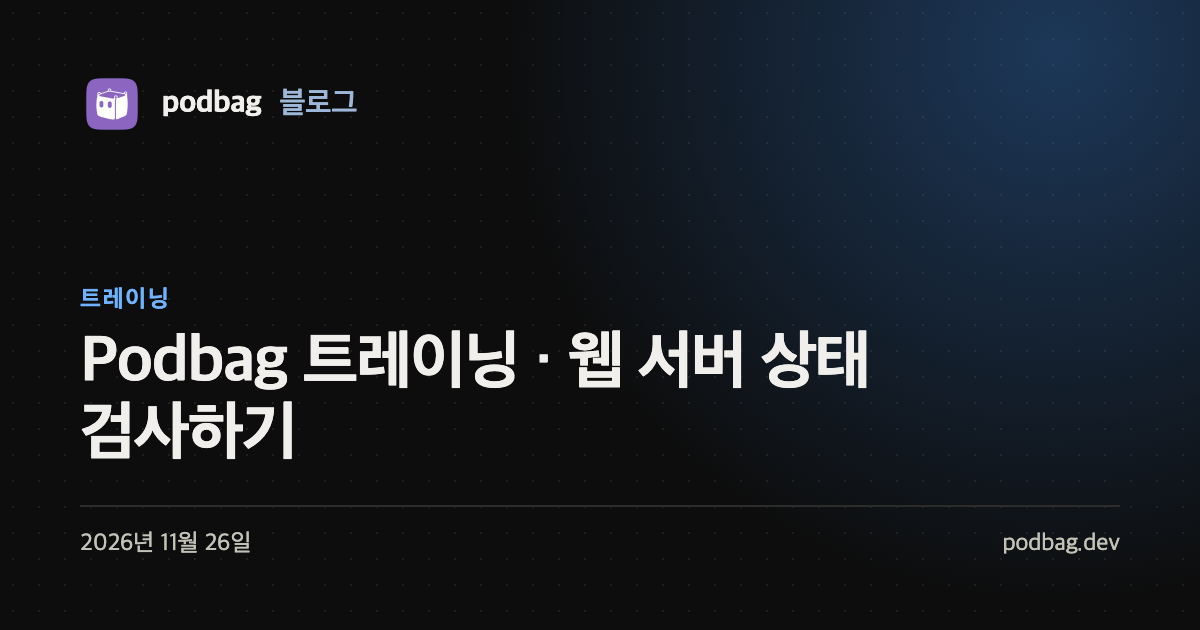 podbag 블로그
트레이닝
Podbag 트레이닝 · 웹 서버 상태
검사하기
2026년 11월 26일
podbag.dev